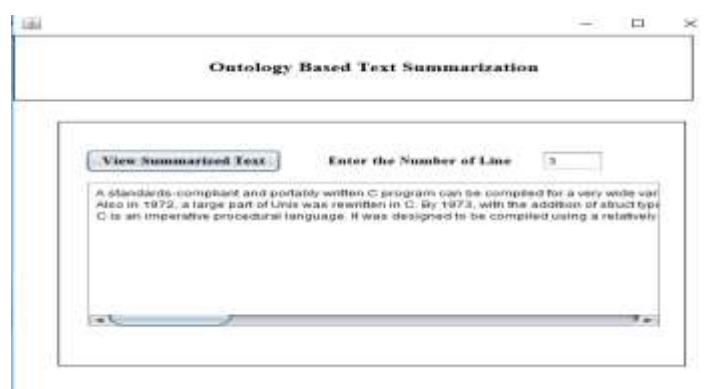 Ontology Based Text Summarization
View Summarized Text
Enter the Number of Line
3
A standards-compliant and portably written C program can be compiled for a very wide var
Also in 1972, a large part of Unix was rewritten in C. By 1973, with the addition of struct typ
C is an imperative procedural language. It was designed to be compiled using a relatively